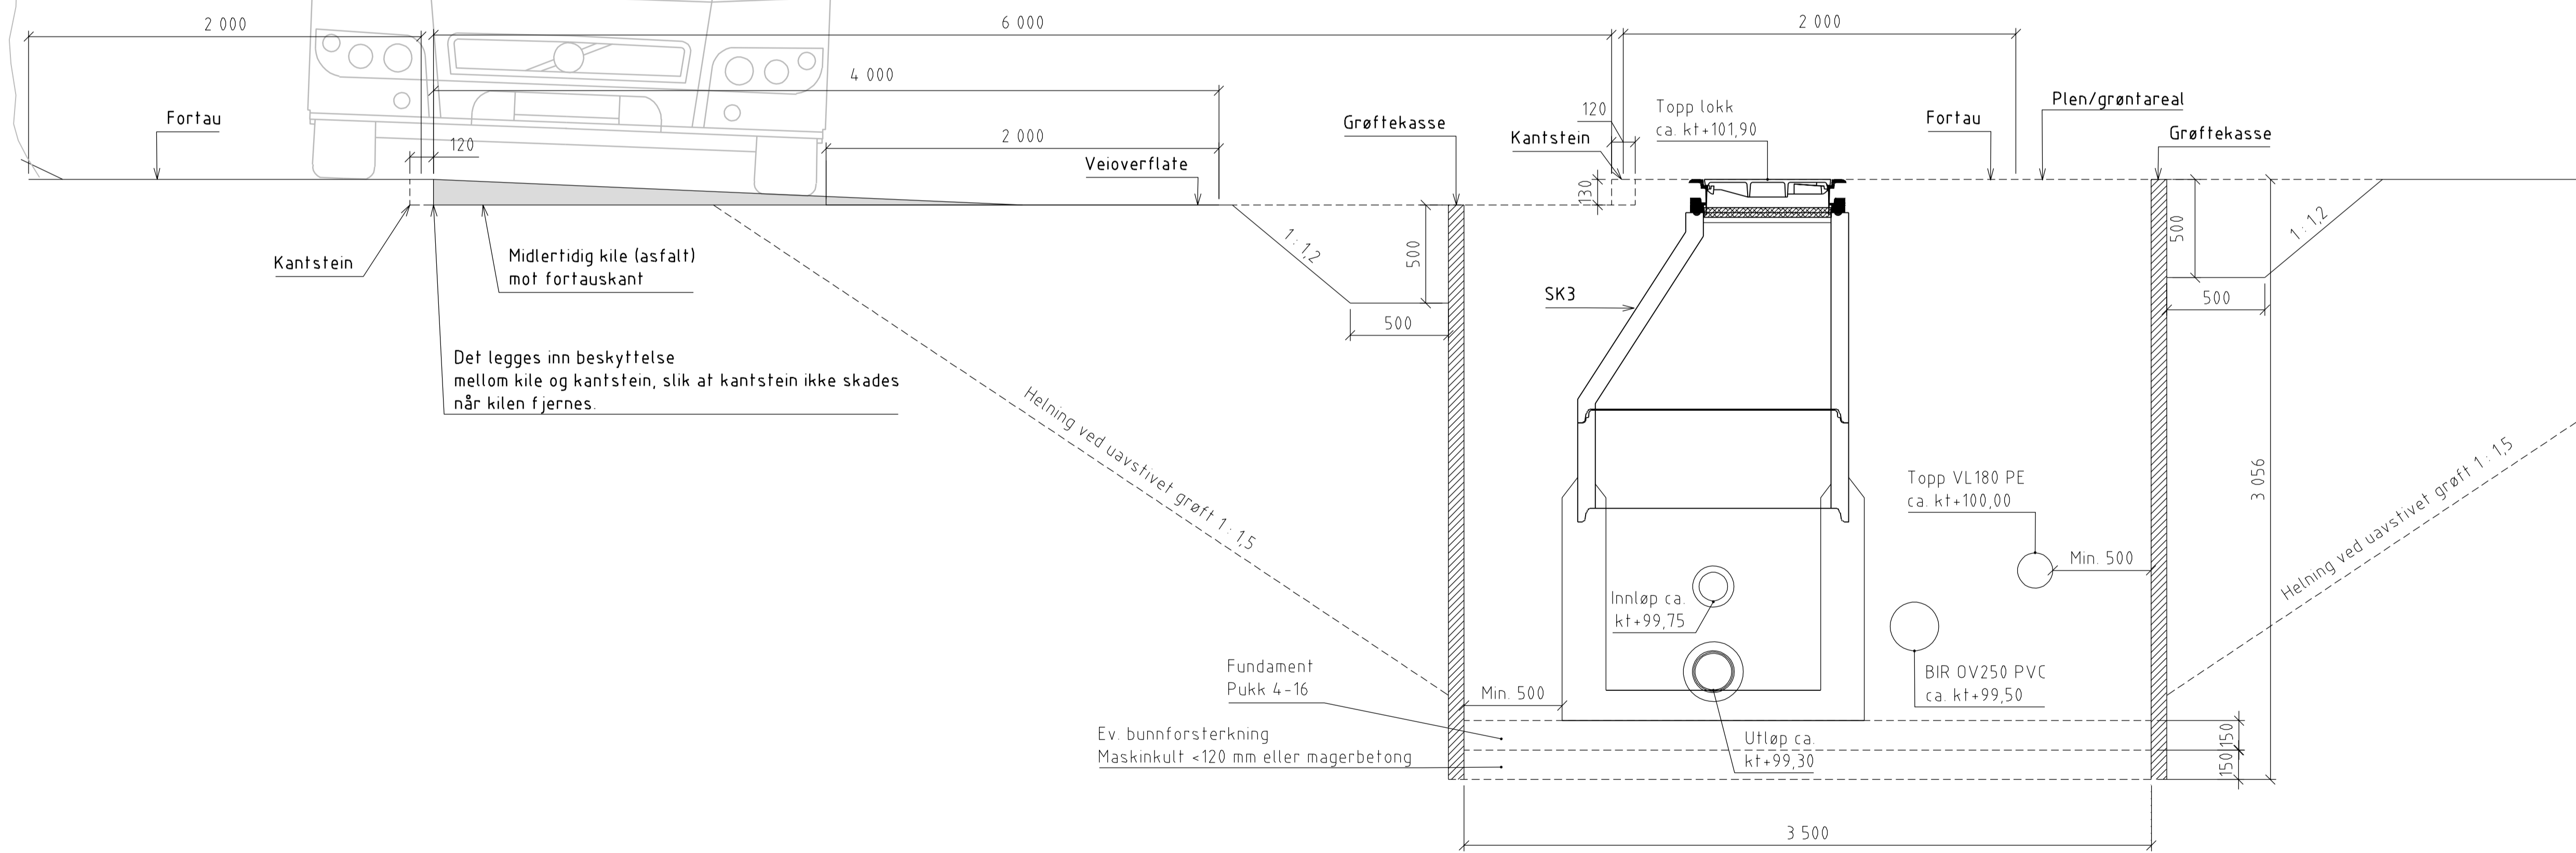 2 000
6 000
2 000
4 000
120
2 000
Fortau
120
Kantstein
Midlertidig kile (asfalt)
mot fortauskant
Det legges inn beskyttelse
mellom kile og kantstein, slik at kantstein ikke skades
når kilen fjernes.
Veioverflate
Grøftekasse
Kantstein
130
Topp lokk
ca. kt+101,90
Fortau
Plen/grøntareal
Grøftekasse
1 : 1,2
500
500
SK3
500
1 : 1,2
500
3 056
Helning ved uavstivet grøft 1 : 1,5
Topp VL180 PE
ca. kt+100,00
Min. 500
Helning ved uavstivet grøft 1 : 1,5
Innløp ca.
kt+99,75
Fundament
Pukk 4-16
Min. 500
BIR OV250 PVC
ca. kt+99,50
Ev. bunnforsterkning
Maskinkult <120 mm eller magerbetong
Utløp ca.
kt+99,30
150
150
3 500